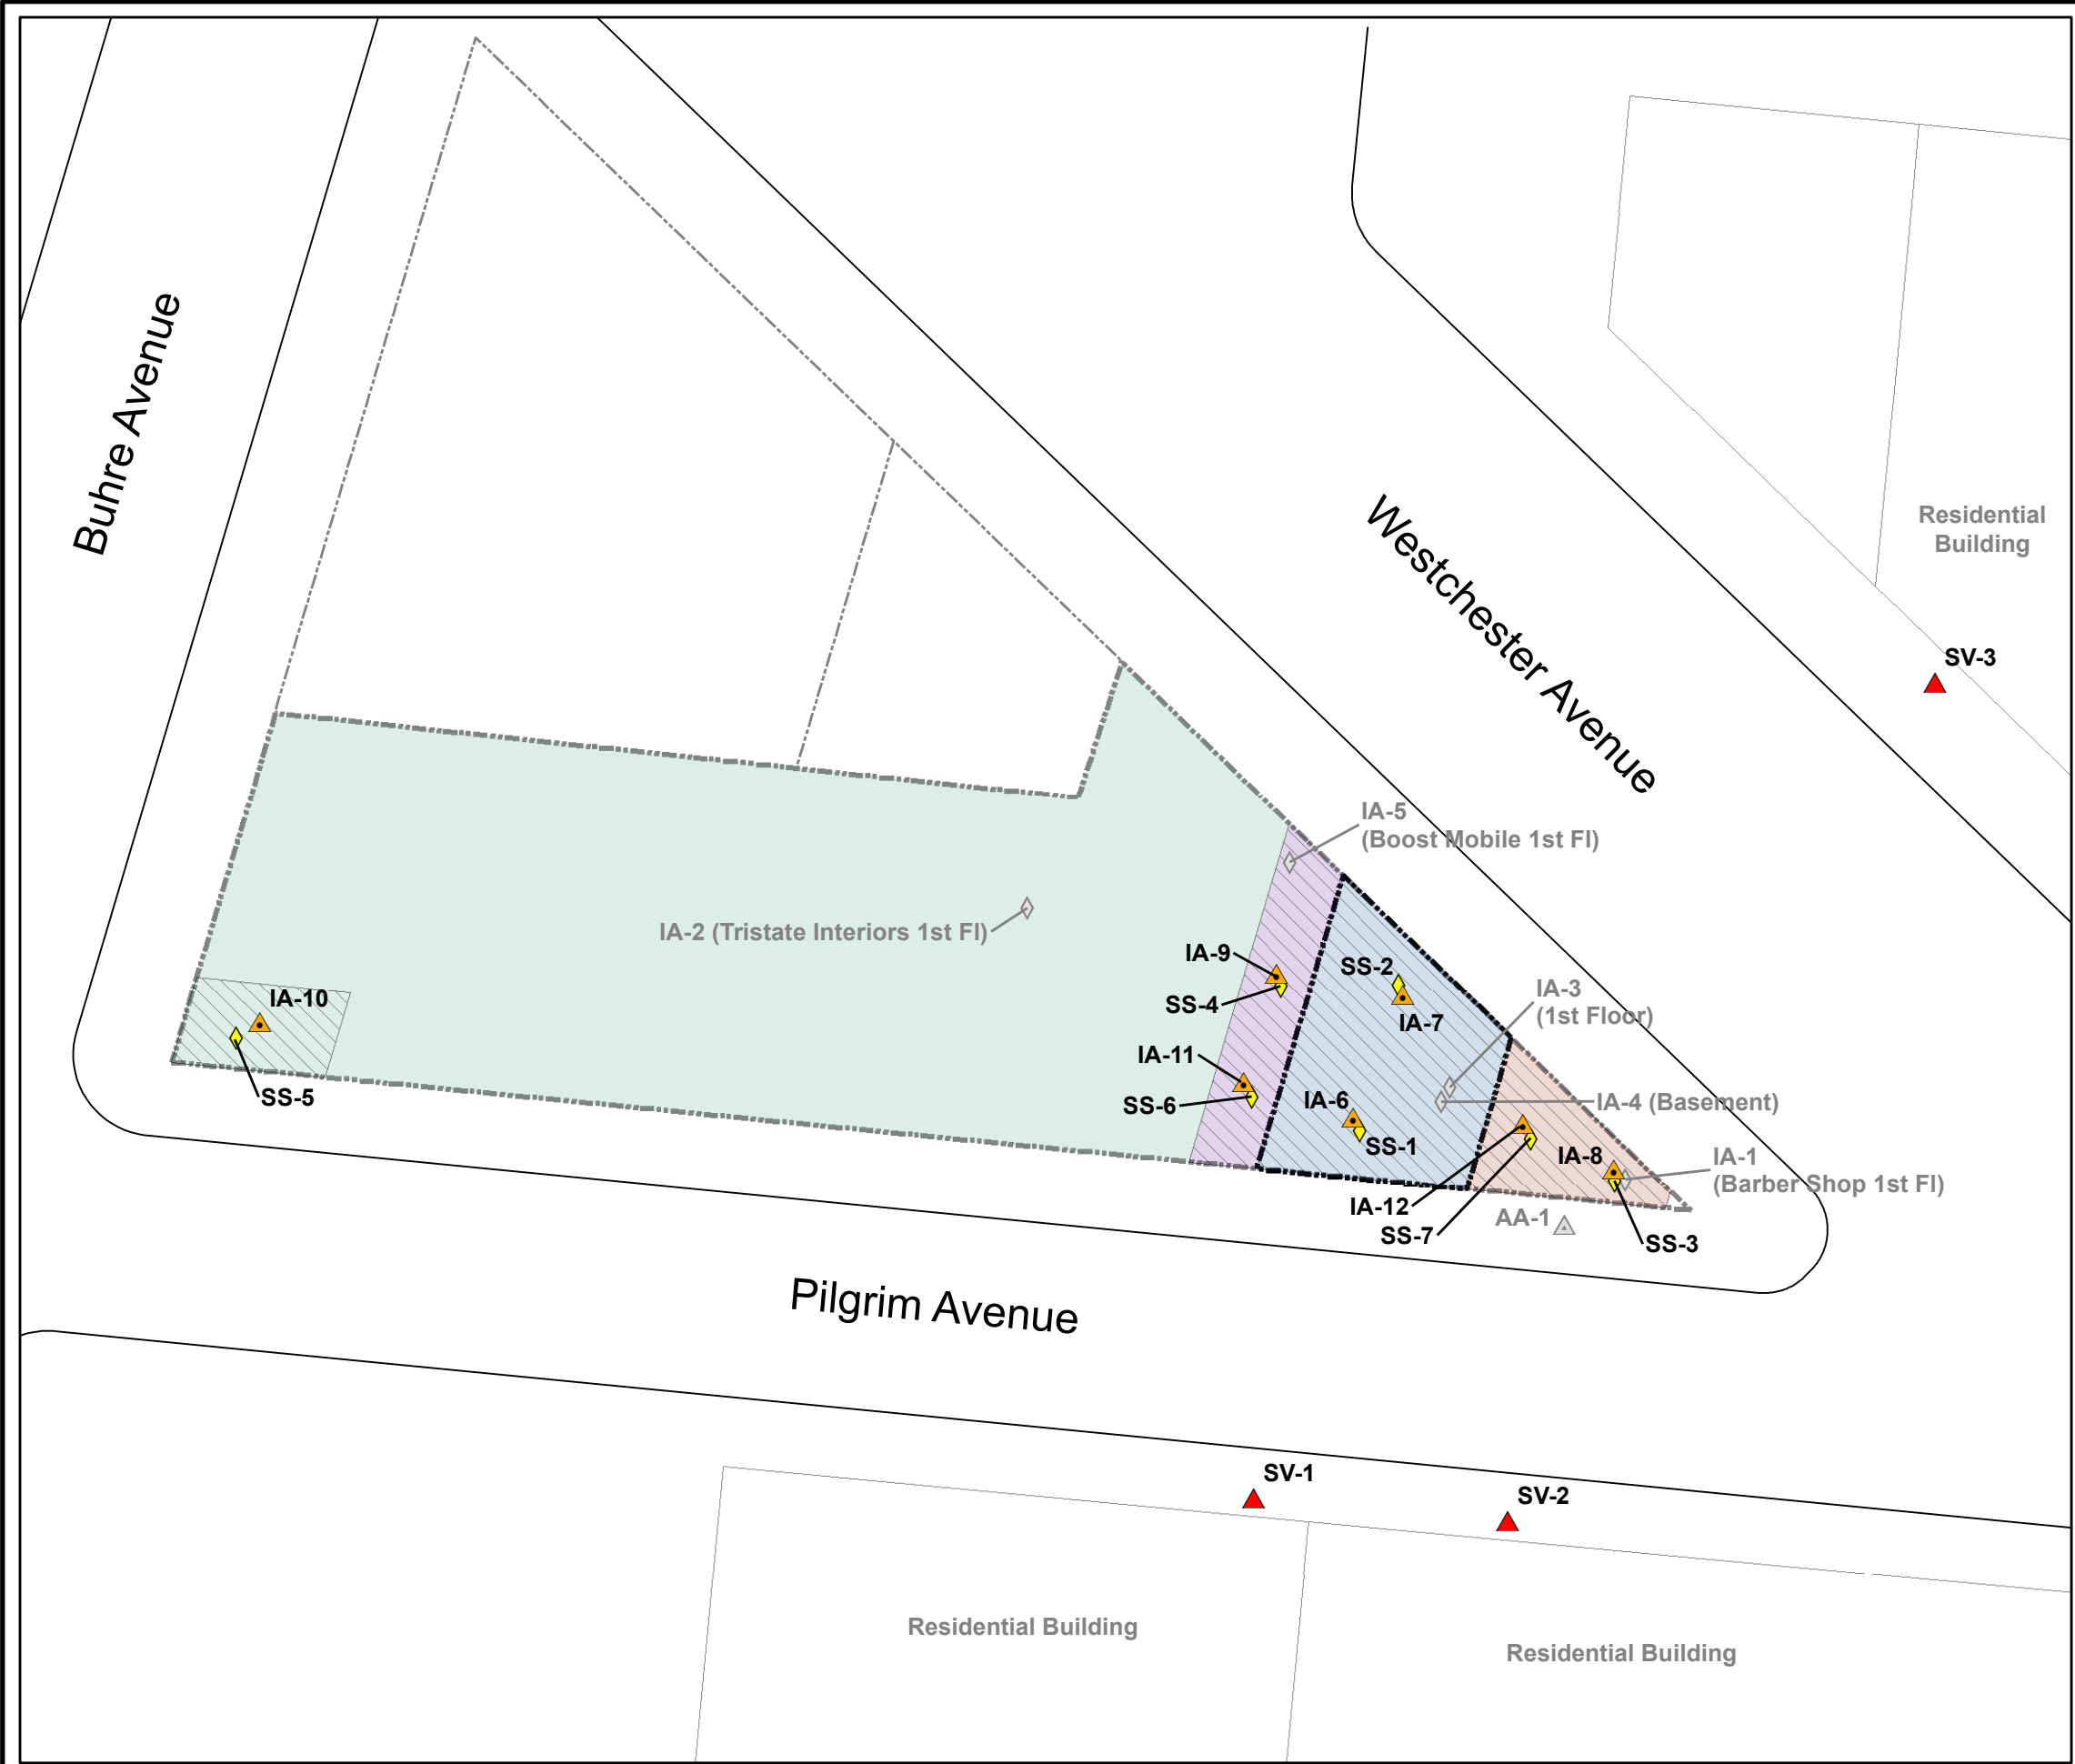 Buhre Avenue
Westchester Avenue
Residential
Building
SV-3
IA-5
(Boost Mobile 1st Fl)
IA-2 (Tristate Interiors 1st Fl)
IA-9
SS-4
SS-2
IA-7
IA-3
(1st Floor)
IA-10
SS-5
IA-11
SS-6
IA-6
SS-1
IA-4 (Basement)
IA-8
IA-1
(Barber Shop 1st Fl)
IA-12
SS-7
AA-1
SS-3
Pilgrim Avenue
SV-1
SV-2
Residential Building
Residential Building